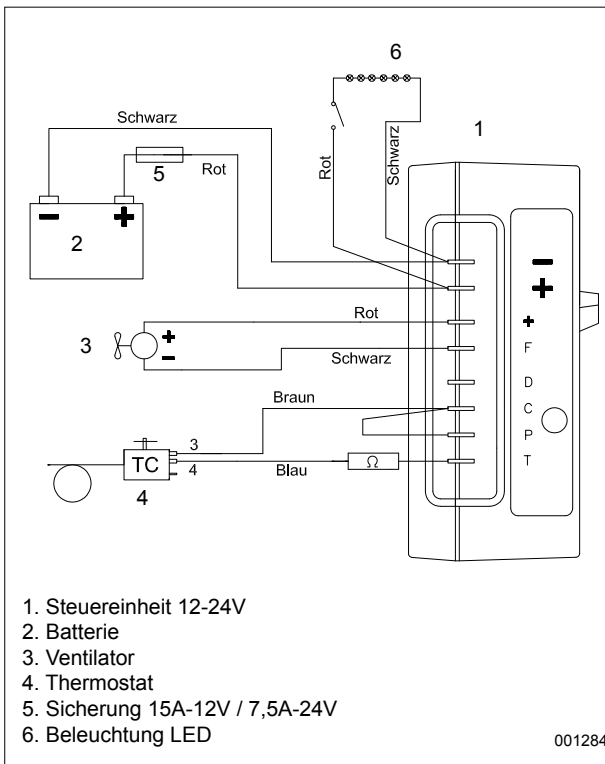 6
Schwarz
1
5
Rot
Rot
Schwarz
− +
2
−
+
+
F
D
C
P
T
3
+
−
Rot
Schwarz
Braun
3
TC
4
Blau
Ω
4
1. Steuereinheit 12-24V
2. Batterie
3. Ventilator
4. Thermostat
5. Sicherung 15A-12V / 7,5A-24V
6. Beleuchtung LED
001284